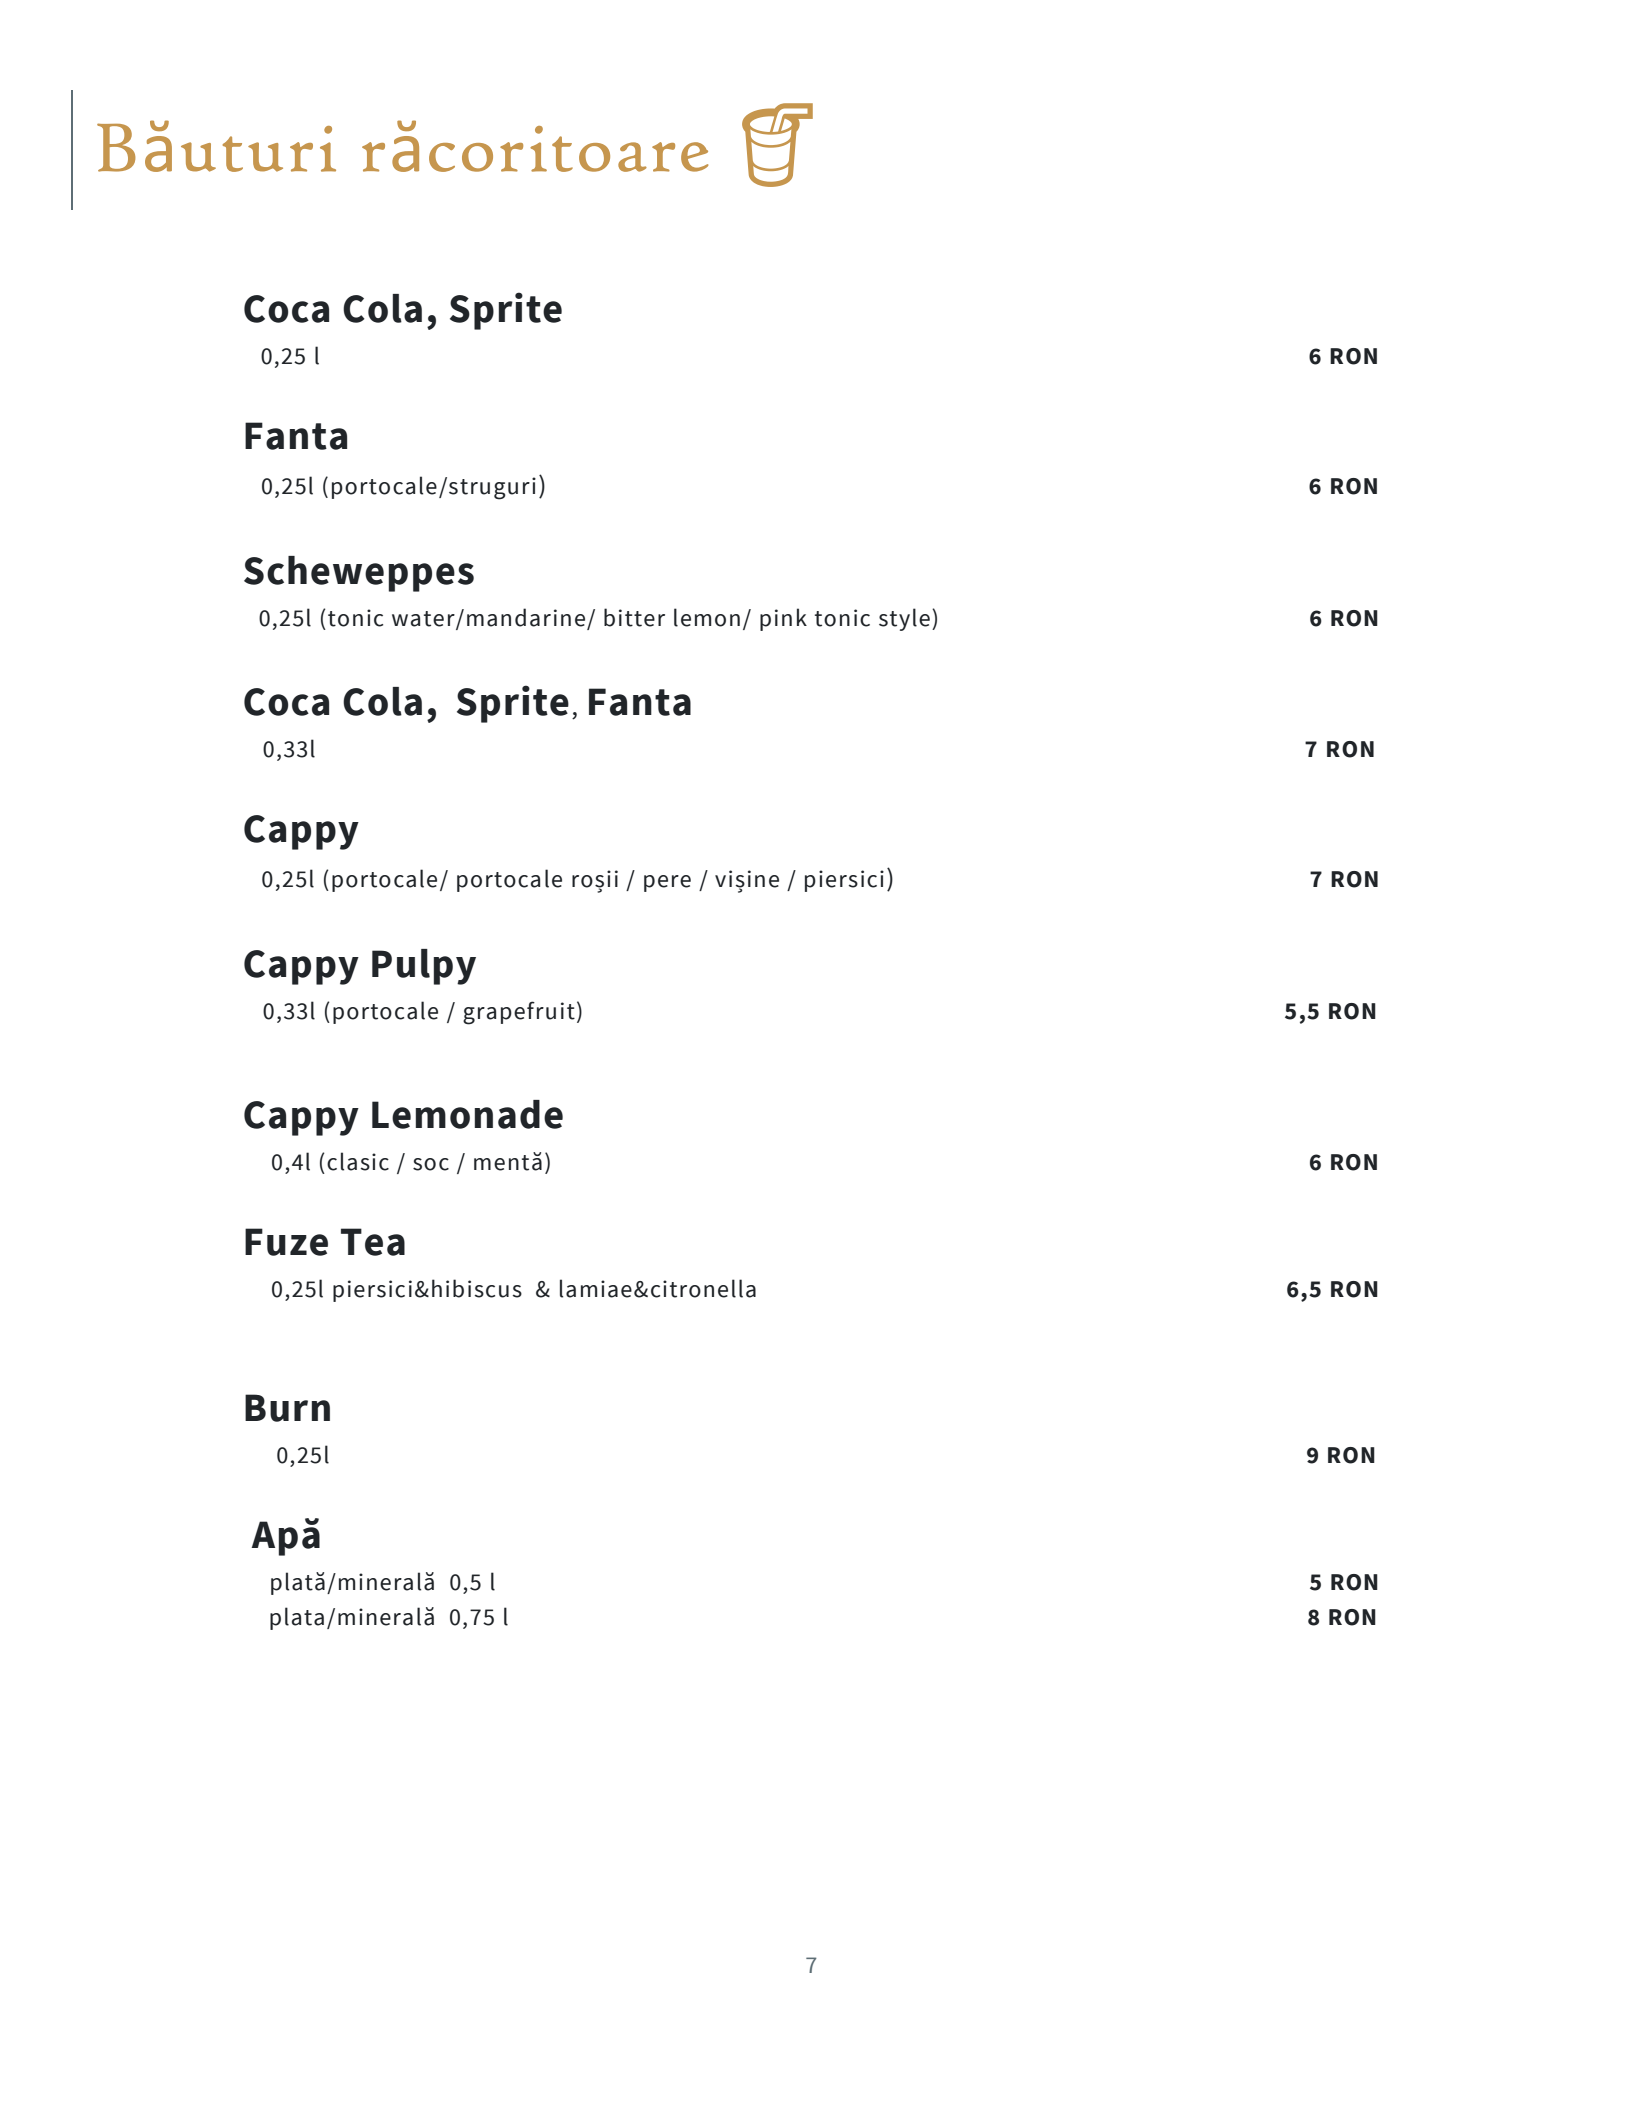 Băuturi răcoritoare
Coca Cola, Sprite
0,25 l 6 RON
Fanta
0,25l (portocale/struguri) 6 RON
Scheweppes
0,25l (tonic water/mandarine/ bitter lemon/ pink tonic style) 6 RON
Coca Cola, Sprite, Fanta
0,33l 7 RON
Cappy
0,25l (portocale/ portocale roșii / pere / vișine / piersici) 7 RON
Cappy Pulpy
0,33l (portocale / grapefruit) 5,5 RON
Cappy Lemonade
0,4l (clasic / soc / mentă) 6 RON
Fuze Tea
0,25l piersici&hibiscus & lamiae&citronella 6,5 RON
Burn
0,25l 9 RON
Apă
plată/minerală 0,5 l 5 RON
plata/minerală 0,75 l 8 RON
7